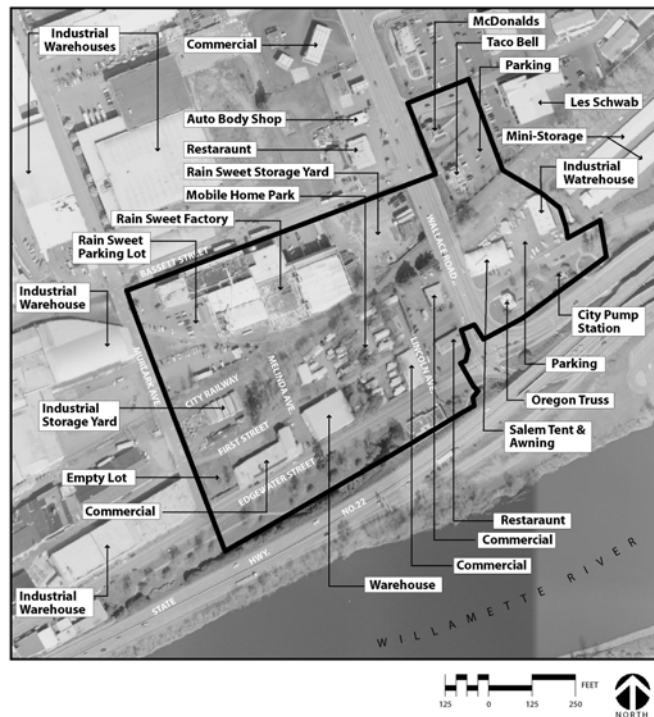 McDonalds
Taco Bell
Parking
Industrial
Warehouses
Commercial
Les Schwab
Auto Body Shop
Mini-Storage
Restaraunt
Industrial
Watrehouse
Rain Sweet Storage Yard
Mobile Home Park
Rain Sweet Factory
WALLACE ROAD
Rain Sweet
Parking Lot
BASSETT STREET
Industrial
Warehouse
City Pump
Station
MURLARK AVE.
LINCOLN AVE.
Parking
CITY RAILWAY
MELINDA AVE.
Oregon Truss
Industrial
Storage Yard
FIRST STREET
Salem Tent &
Awning
Empty Lot
EDGEWATER STREET
Commercial
NO.22
Restaraunt
Commercial
HWY.
Commercial
Warehouse
Industrial
Warehouse
STATE
WILLAMETTE RIVER
FEET
125 0 125 250
NORTH